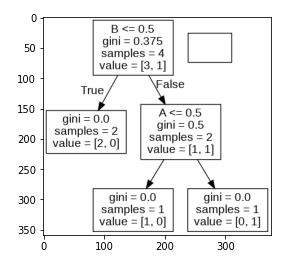 0
50
100
150
200
250
300
350
B <= 0.5
gini = 0.375
samples = 4
value = [3, 1]
True
False
gini = 0.0
samples = 2
value = [2, 0]
A <= 0.5
gini = 0.5
samples = 2
value = [1, 1]
gini = 0.0
samples = 1
value = [1, 0]
gini = 0.0
samples = 1
value = [0, 1]
0
100
200
300